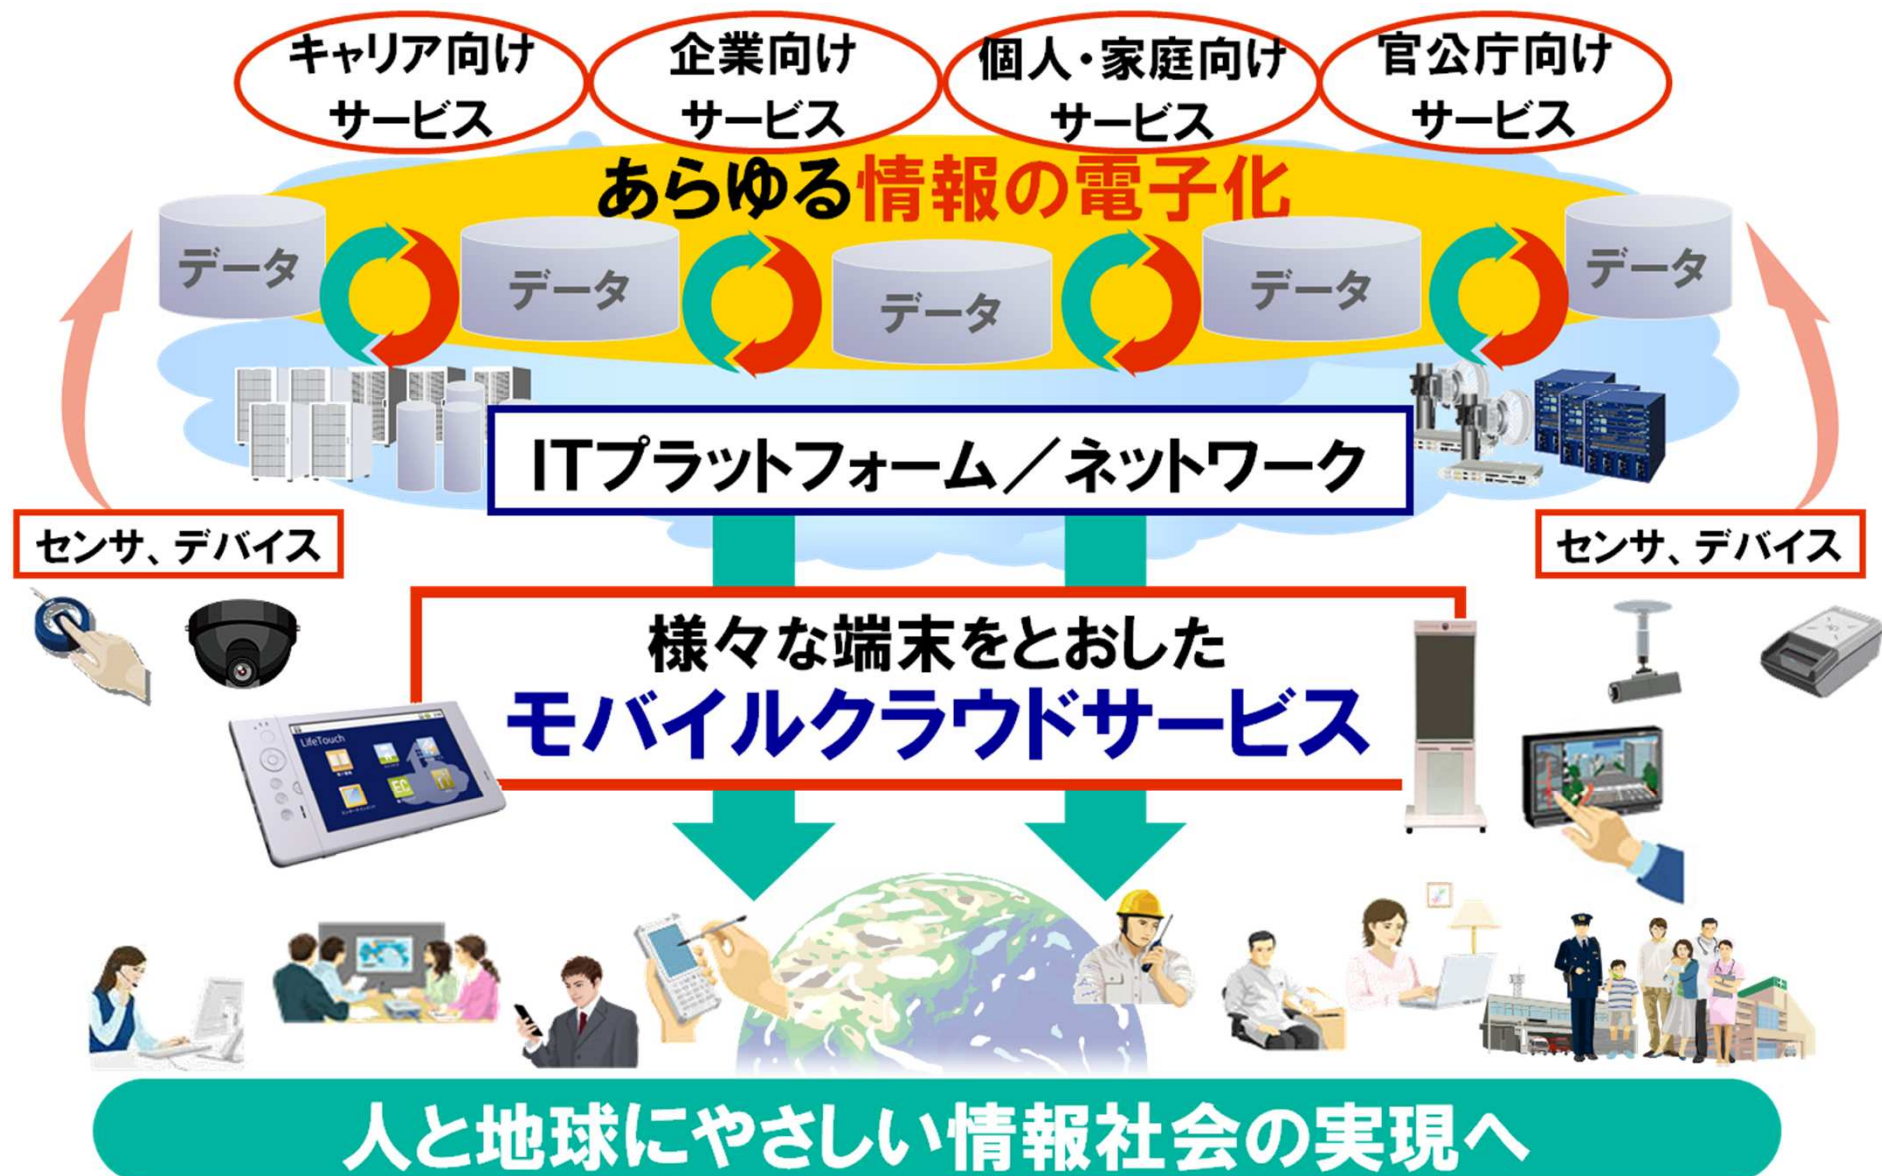 キャリア向け
サービス
企業向け
サービス
個人・家庭向け
サービス
官公庁向け
サービス
あらゆる情報の電子化
データ
データ
データ
データ
データ
ITプラットフォーム／ネットワーク
センサ、デバイス
センサ、デバイス
様々な端末をとおした
モバイルクラウドサービス
LifeTouch
EC
人と地球にやさしい情報社会の実現へ